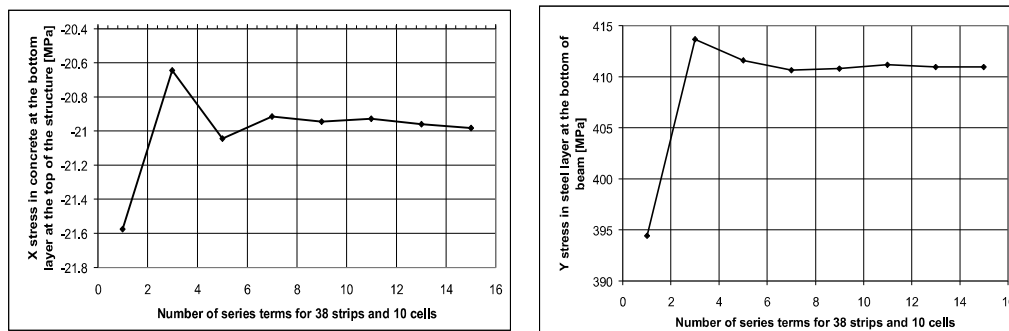 X stress in concrete at the bottom
layer at the top of the structure [MPa]
-20.4
-20.6
-20.8
-21
-21.2
-21.4
-21.6
-21.8
0 2 4 6 8 10 12 14 16
Number of series terms for 38 strips and 10 cells
Y stress in steel layer at the bottom of
beam [MPa]
415
410
405
400
395
390
0 2 4 6 8 10 12 14 16
Number of series terms for 38 strips and 10 cells